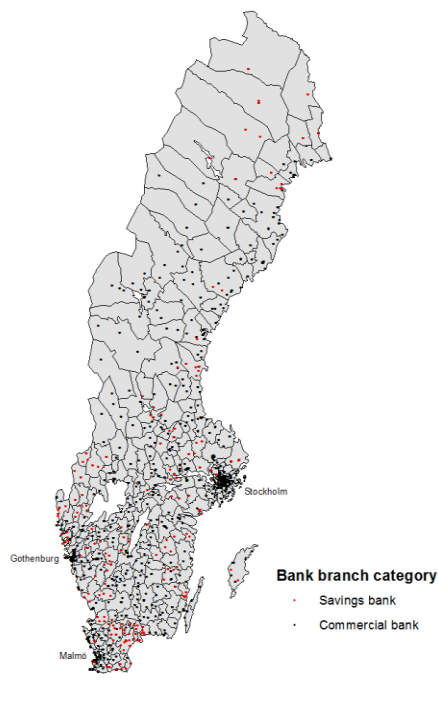 Stockholm
Gothenburg
Bank branch category
Savings bank
Commercial bank
Malmö